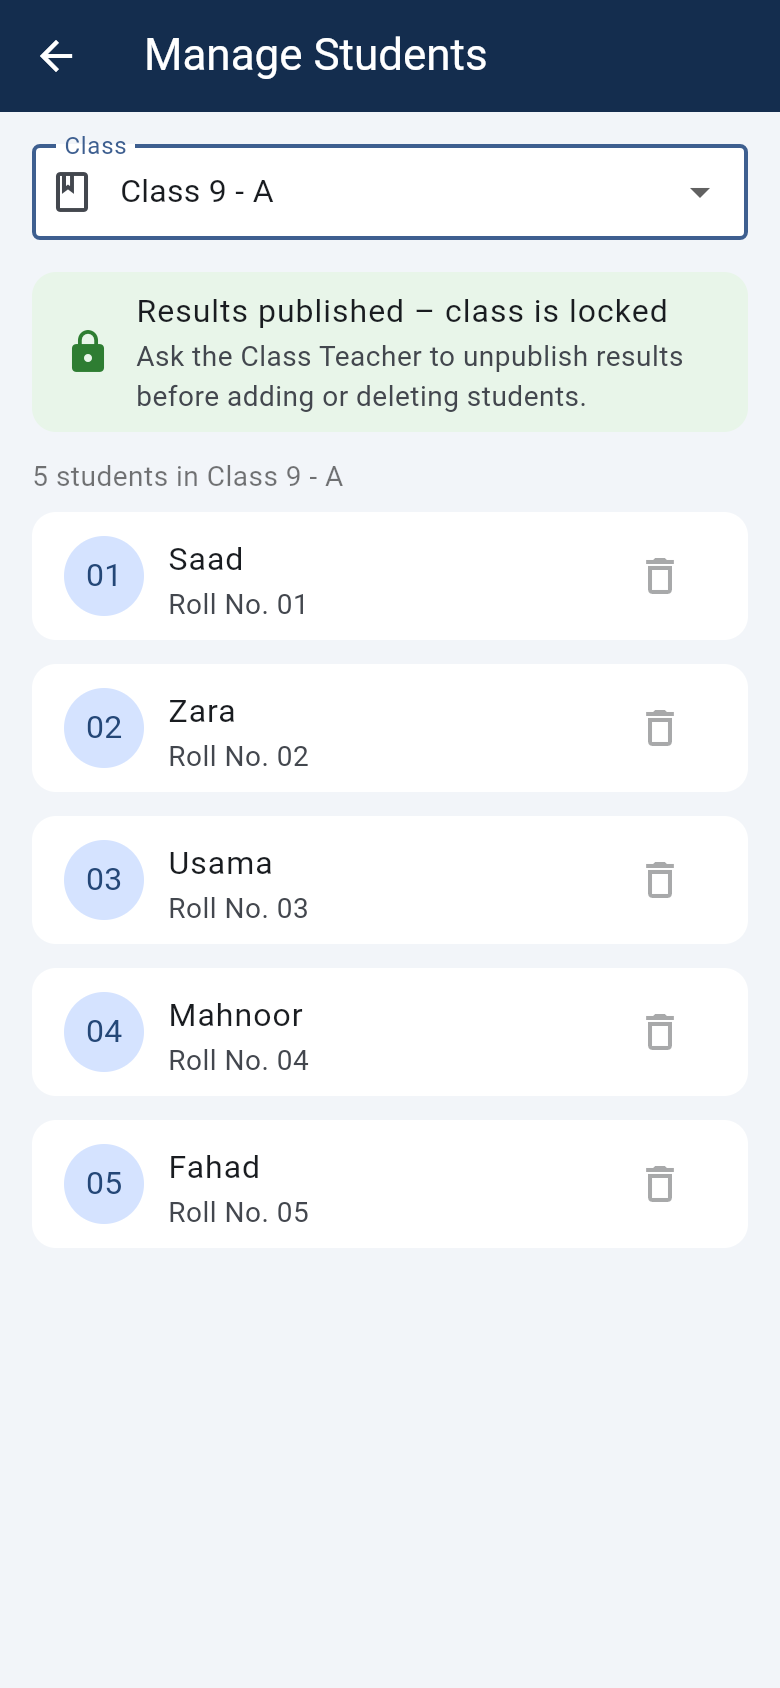 Manage Students
Class
Class 9 - A
Results published – class is locked
Ask the Class Teacher to unpublish results
before adding or deleting students.
5 students in Class 9 - A
01
Saad
Roll No. 01
02
Zara
Roll No. 02
03
Usama
Roll No. 03
04
Mahnoor
Roll No. 04
05
Fahad
Roll No. 05